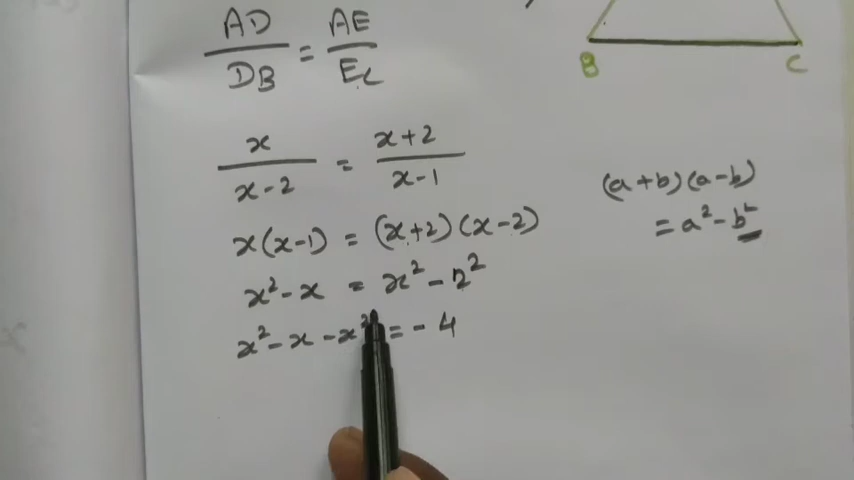 AD/DB = AE/EC
B C
x/(x-2) = (x+2)/(x-1)
x(x-1) = (x+2)(x-2)
(a+b)(a-b)
= a² - b²
x² - x = x² - 2²
x² - x - x² = - 4